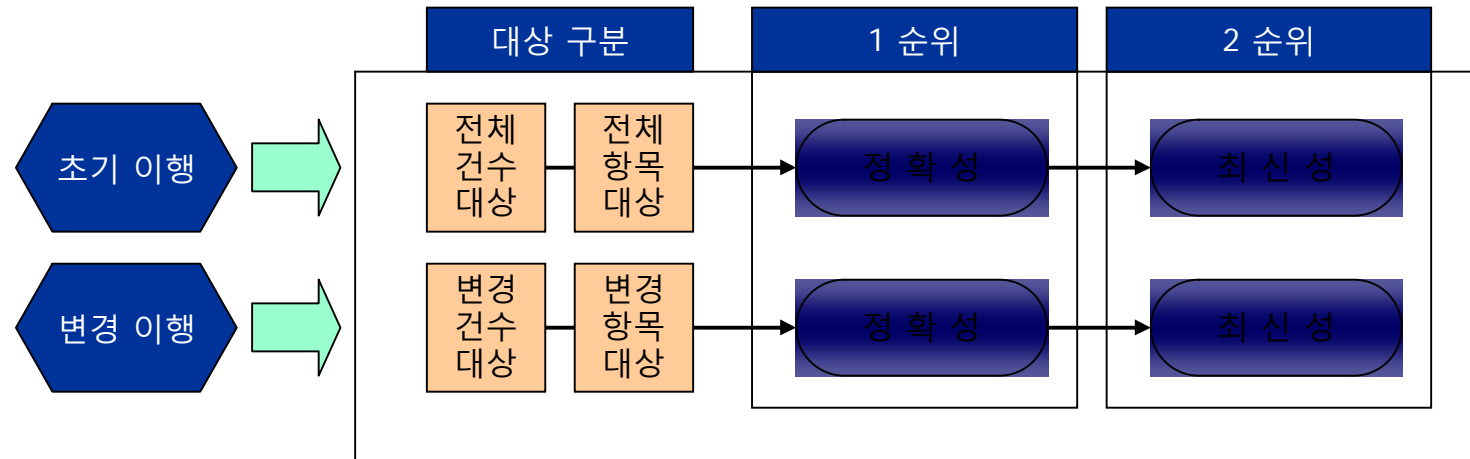 대상 구분
1 순위
2 순위
초기 이행
전체
건수
대상
전체
항목
대상
정 확 성
최 신 성
변경 이행
변경
건수
대상
변경
항목
대상
정 확 성
최 신 성